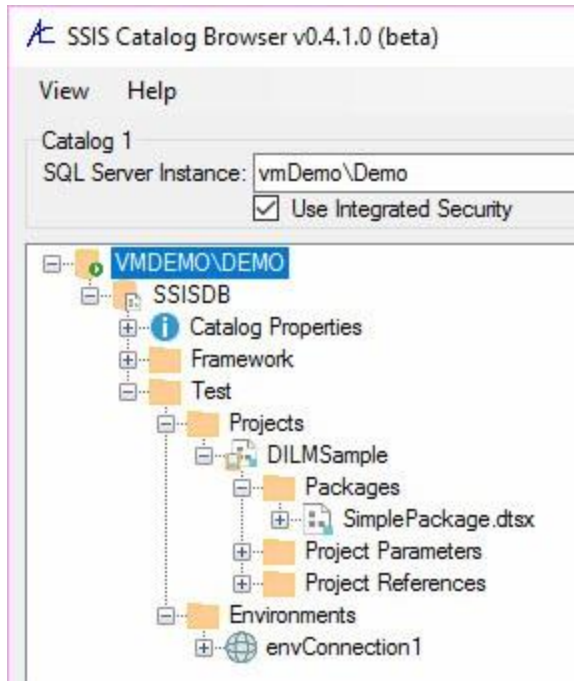 SSIS Catalog Browser v0.4.1.0 (beta)
View Help
Catalog 1
SQL Server Instance: vmDemo\Demo
Use Integrated Security
VMDEMO\DEMO
SSISDB
Catalog Properties
Framework
Test
Projects
DILMSample
Packages
SimplePackage.dtsx
Project Parameters
Project References
Environments
envConnection1